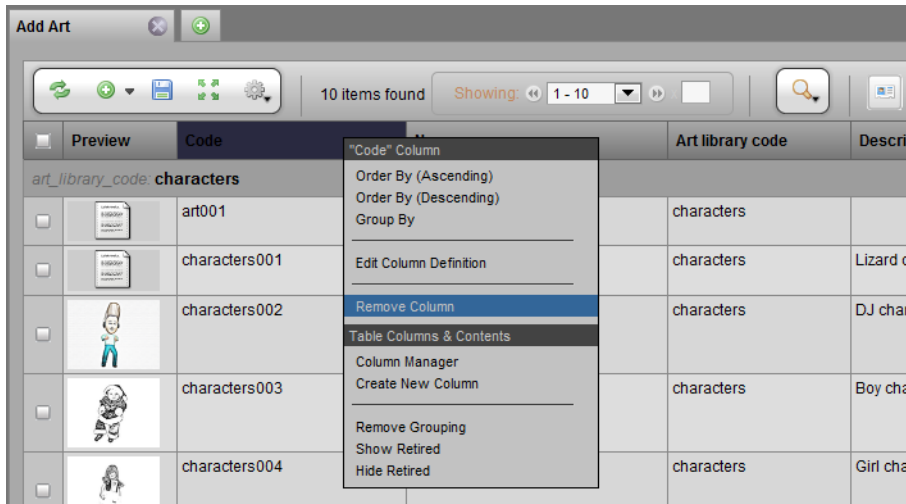 Add Art
10 items found Showing: 1 - 10
Preview Code Art library code Descri
art_library_code: characters
"Code" Column
Order By (Ascending)
Order By (Descending)
Group By
Edit Column Definition
Remove Column
Table Columns & Contents
Column Manager
Create New Column
Remove Grouping
Show Retired
Hide Retired
art001 characters
characters001 characters Lizard c
characters002 characters DJ char
characters003 characters Boy cha
characters004 characters Girl cha